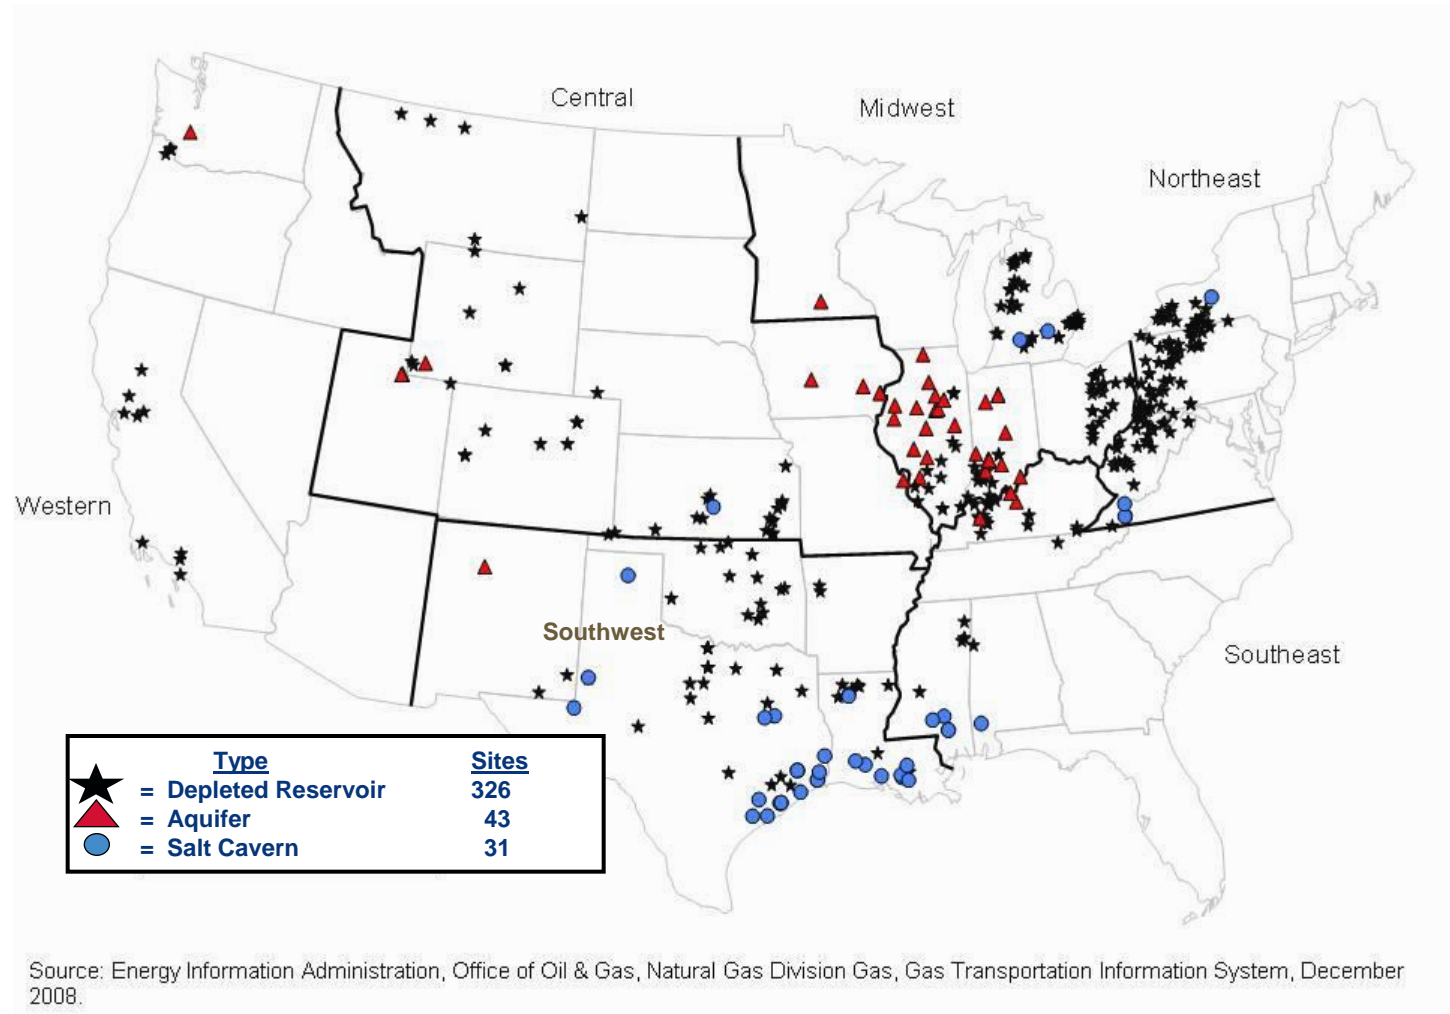 Central
Midwest
Northeast
Western
Southwest
Southeast
Type Sites
= Depleted Reservoir 326
= Aquifer 43
= Salt Cavern 31
Source: Energy Information Administration, Office of Oil & Gas, Natural Gas Division Gas, Gas Transportation Information System, December
2008.